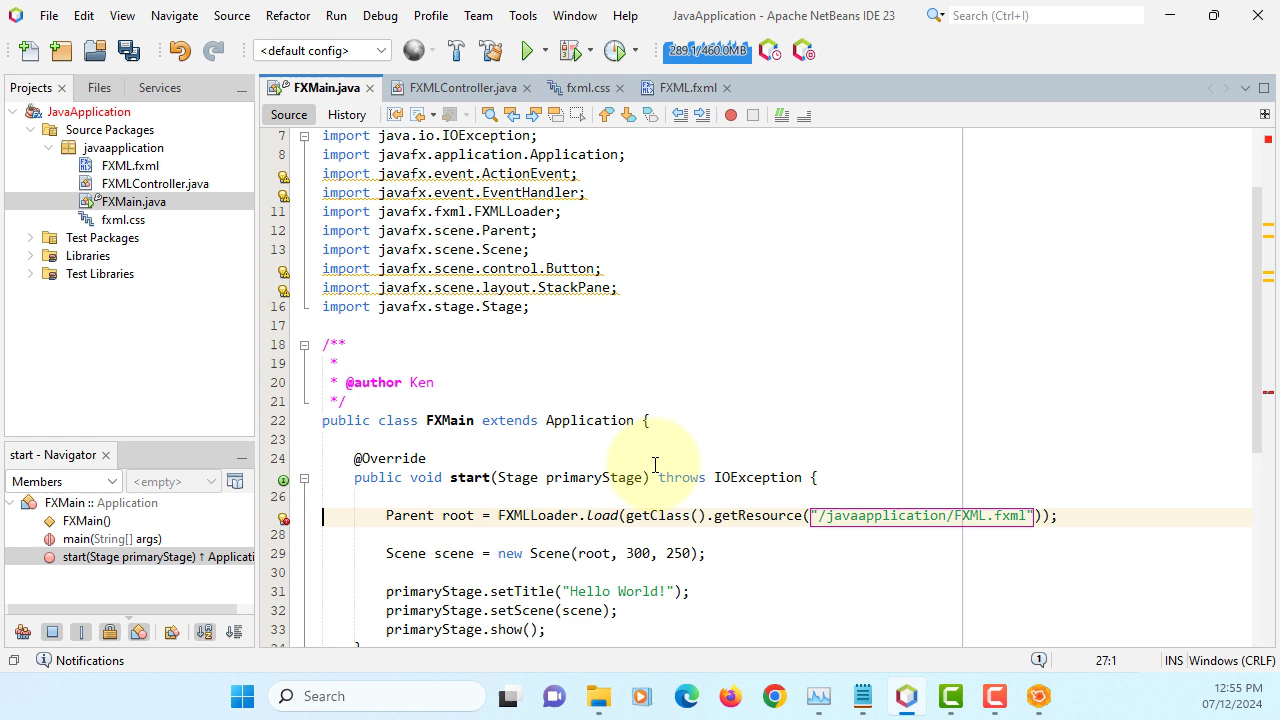 File Edit View Navigate Source Refactor Run Debug Profile Team Tools Window Help JavaApplication - Apache NetBeans IDE 23 Search (Ctrl+I)
<default config> 289.1/460.0MB
Projects Files Services FXMain.java FXMLController.java fxml.css FXML.fxml
Source History
JavaApplication
Source Packages
javaapplication
FXML.fxml
FXMLController.java
FXMain.java
fxml.css
Test Packages
Libraries
Test Libraries
start - Navigator
Members <empty>
FXMain :: Application
FXMain()
main(String[] args)
start(Stage primaryStage) ↑ Applicati
7 import java.io.IOException;
8 import javafx.application.Application;
import javafx.event.ActionEvent;
import javafx.event.EventHandler;
11 import javafx.fxml.FXMLLoader;
12 import javafx.scene.Parent;
13 import javafx.scene.Scene;
import javafx.scene.control.Button;
import javafx.scene.layout.StackPane;
16 import javafx.stage.Stage;
17
18 /**
19 *
20 * @author Ken
21 */
22 public class FXMain extends Application {
23
24 @Override
public void start(Stage primaryStage) throws IOException {
26
Parent root = FXMLLoader.load(getClass().getResource("/javaapplication/FXML.fxml"));
28
29 Scene scene = new Scene(root, 300, 250);
30
31 primaryStage.setTitle("Hello World!");
32 primaryStage.setScene(scene);
33 primaryStage.show();
Notifications 1 27:1 INS Windows (CRLF)
Search
12:55 PM
07/12/2024